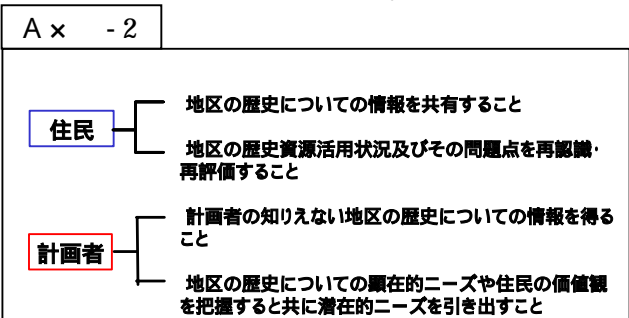 A×　-2
住民
地区の歴史についての情報を共有すること
地区の歴史資源活用状況及びその問題点を再認識・
再評価すること
計画者
計画者の知りえない地区の歴史についての情報を得る
こと
地区の歴史についての顕在的ニーズや住民の価値観
を把握すると共に潜在的ニーズを引き出すこと